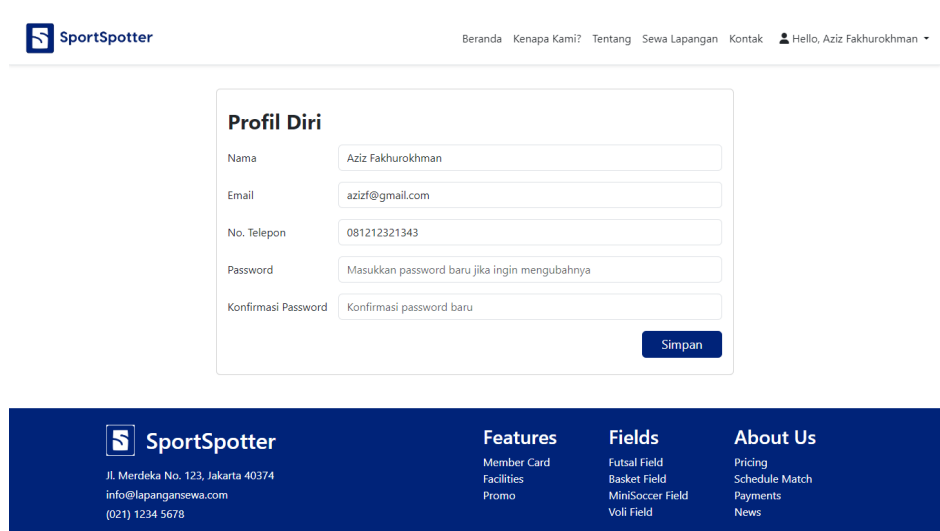 SportSpotter
Beranda Kenapa Kami? Tentang Sewa Lapangan Kontak Hello, Aziz Fakhurokhman
Profil Diri
Nama Aziz Fakhurokhman
Email azizf@gmail.com
No. Telepon 081212321343
Password Masukkan password baru jika ingin mengubahnya
Konfirmasi Password Konfirmasi password baru
Simpan
SportSpotter
Jl. Merdeka No. 123, Jakarta 40374
info@lapangansewa.com
(021) 1234 5678
Features
Member Card
Facilities
Promo
Fields
Futsal Field
Basket Field
MiniSoccer Field
Voli Field
About Us
Pricing
Schedule Match
Payments
News